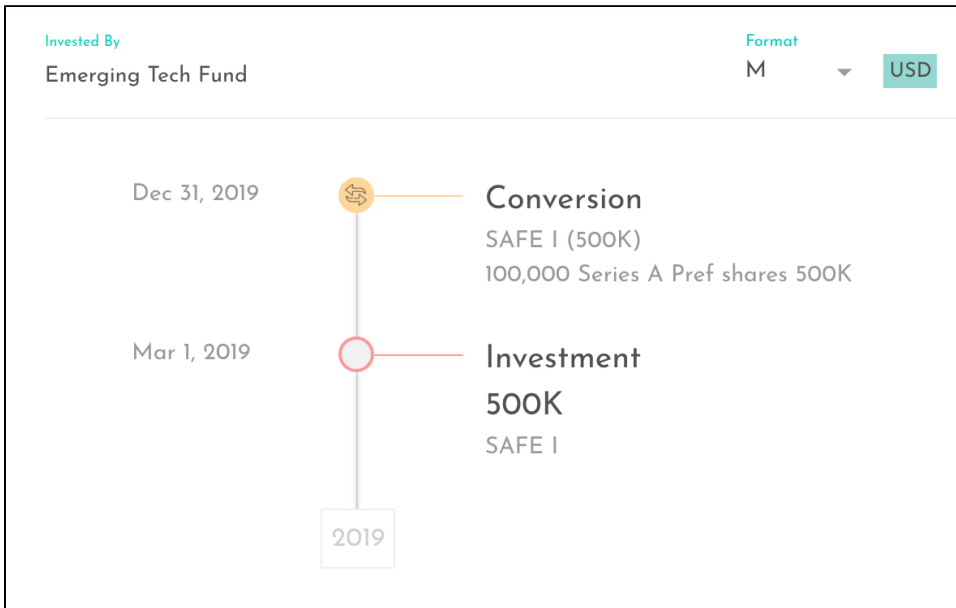 Invested By
Emerging Tech Fund
Format
M
USD
Dec 31, 2019
Conversion
SAFE I (500K)
100,000 Series A Pref shares 500K
Mar 1, 2019
Investment
500K
SAFE I
2019